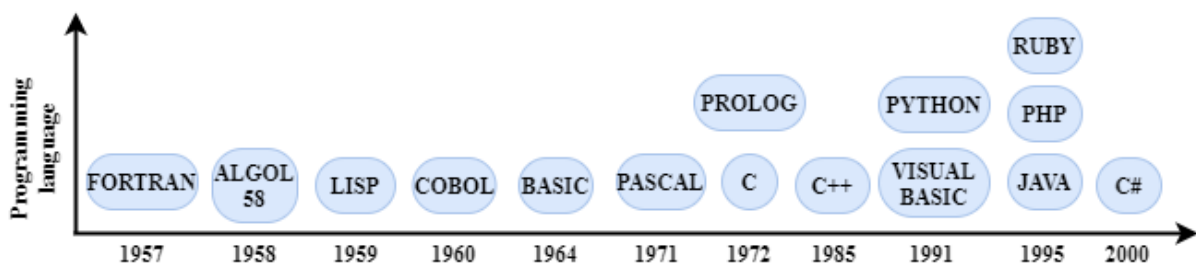 Programming
language
RUBY
PROLOG
PYTHON
PHP
FORTRAN
ALGOL
58
LISP
COBOL
BASIC
PASCAL
C
C++
VISUAL
BASIC
JAVA
C#
1957
1958
1959
1960
1964
1971
1972
1985
1991
1995
2000